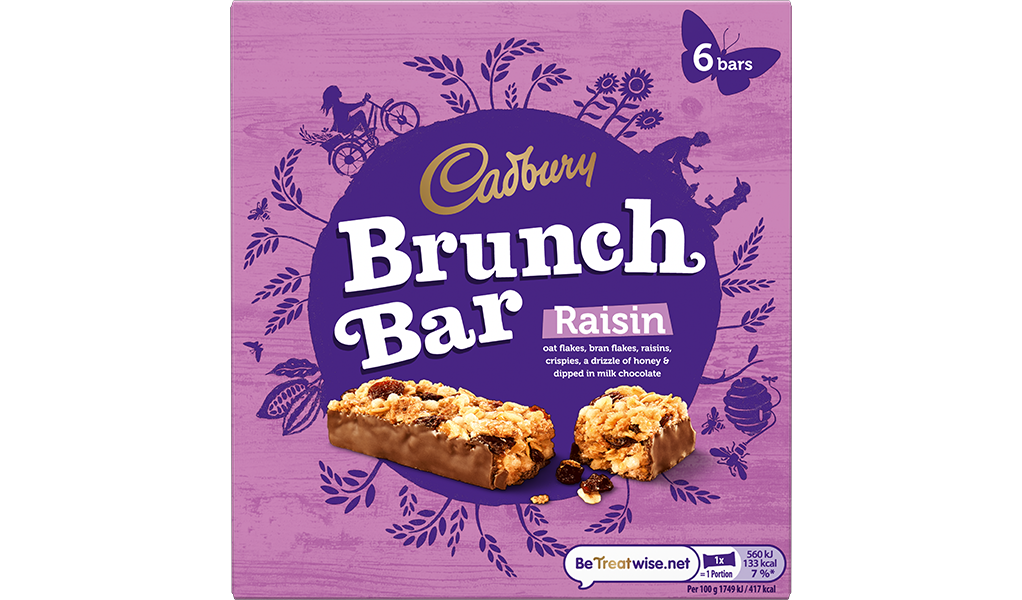 6 bars
Cadbury
Brunch
Bar
Raisin
oat flakes, bran flakes, raisins,
crispies, a drizzle of honey &
dipped in milk chocolate
BeTreatwise.net
1x
= 1 Portion
560 kJ
133 kcal
7 %*
Per 100 g 1749 kJ / 417 kcal